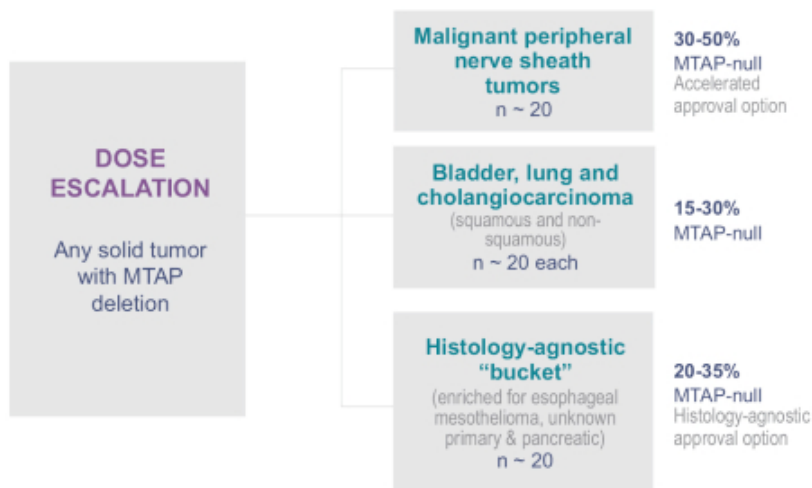 DOSE
ESCALATION
Any solid tumor
with MTAP
deletion
Malignant peripheral
nerve sheath
tumors
n ~ 20
30-50%
MTAP-null
Accelerated
approval option
Bladder, lung and
cholangiocarcinoma
(squamous and non-
squamous)
n ~ 20 each
15-30%
MTAP-null
Histology-agnostic
“bucket”
(enriched for esophageal
mesothelioma, unknown
primary & pancreatic)
n ~ 20
20-35%
MTAP-null
Histology-agnostic
approval option